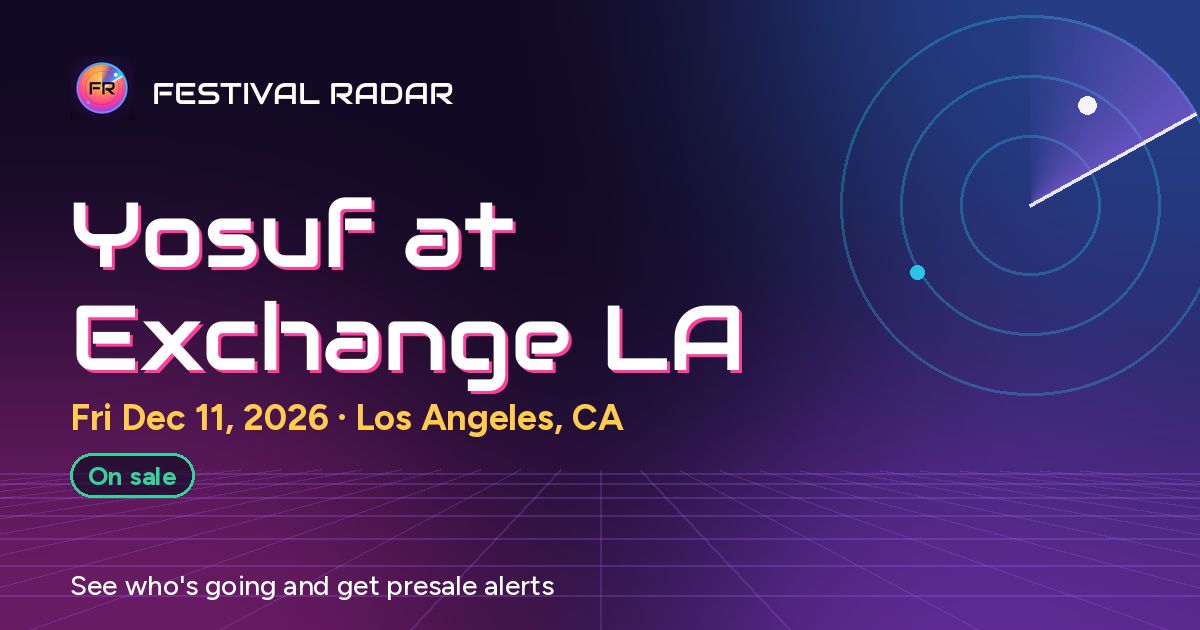 FR
FESTIVAL RADAR
Yosuf at
Exchange LA
Fri Dec 11, 2026 · Los Angeles, CA
On sale
See who's going and get presale alerts